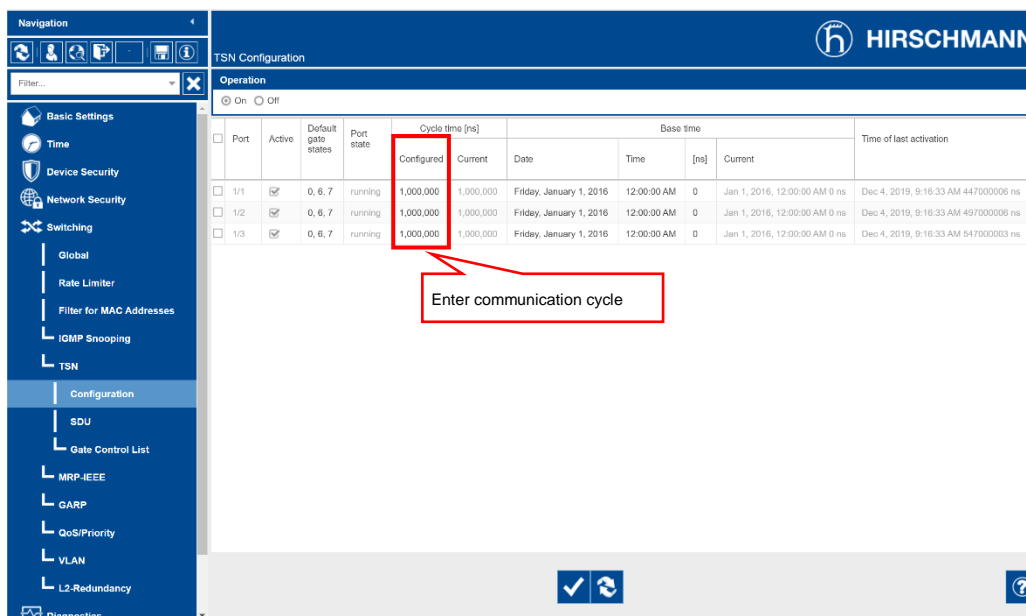 Navigation
TSN Configuration
HIRSCHMANN
Filter...
Operation
On Off
Basic Settings
Time
Device Security
Network Security
Switching
Global
Rate Limiter
Filter for MAC Addresses
IGMP Snooping
TSN
Configuration
SDU
Gate Control List
MRP-IEEE
GARP
QoS/Priority
VLAN
L2-Redundancy
Diagnostics
Port Active Default gate states Port state Cycle time [ns] Base time Time of last activation
Configured Current Date Time [ns] Current
1/1 0, 6, 7 running 1,000,000 1,000,000 Friday, January 1, 2016 12:00:00 AM 0 Jan 1, 2016, 12:00:00 AM 0 ns Dec 4, 2019, 9:16:33 AM 447000006 ns
1/2 0, 6, 7 running 1,000,000 1,000,000 Friday, January 1, 2016 12:00:00 AM 0 Jan 1, 2016, 12:00:00 AM 0 ns Dec 4, 2019, 9:16:33 AM 497000006 ns
1/3 0, 6, 7 running 1,000,000 1,000,000 Friday, January 1, 2016 12:00:00 AM 0 Jan 1, 2016, 12:00:00 AM 0 ns Dec 4, 2019, 9:16:33 AM 547000003 ns
Enter communication cycle